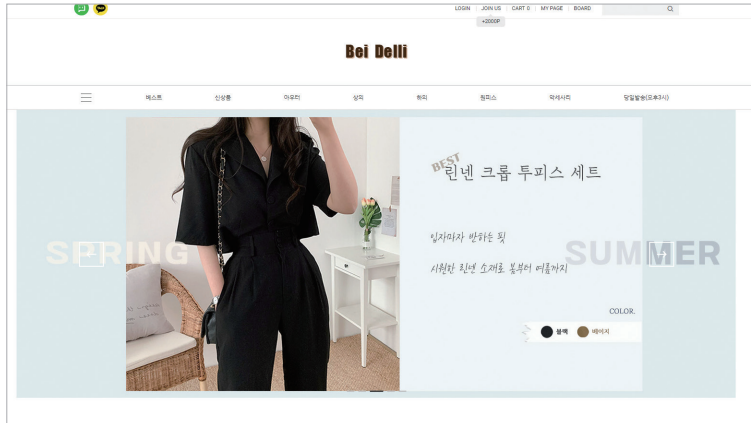 LOGIN JOIN US CART 0 MY PAGE BOARD
+2000P
Bei Delli
베스트 신상품 아우터 상의 하의 원피스 악세사리 당일발송(오후3시)
BEST
린넨 크롭 투피스 세트
입자마자 반하는 핏
시원한 린넨 소재로 봄부터 여름까지
SPRING SUMMER
COLOR.
블랙 베이지